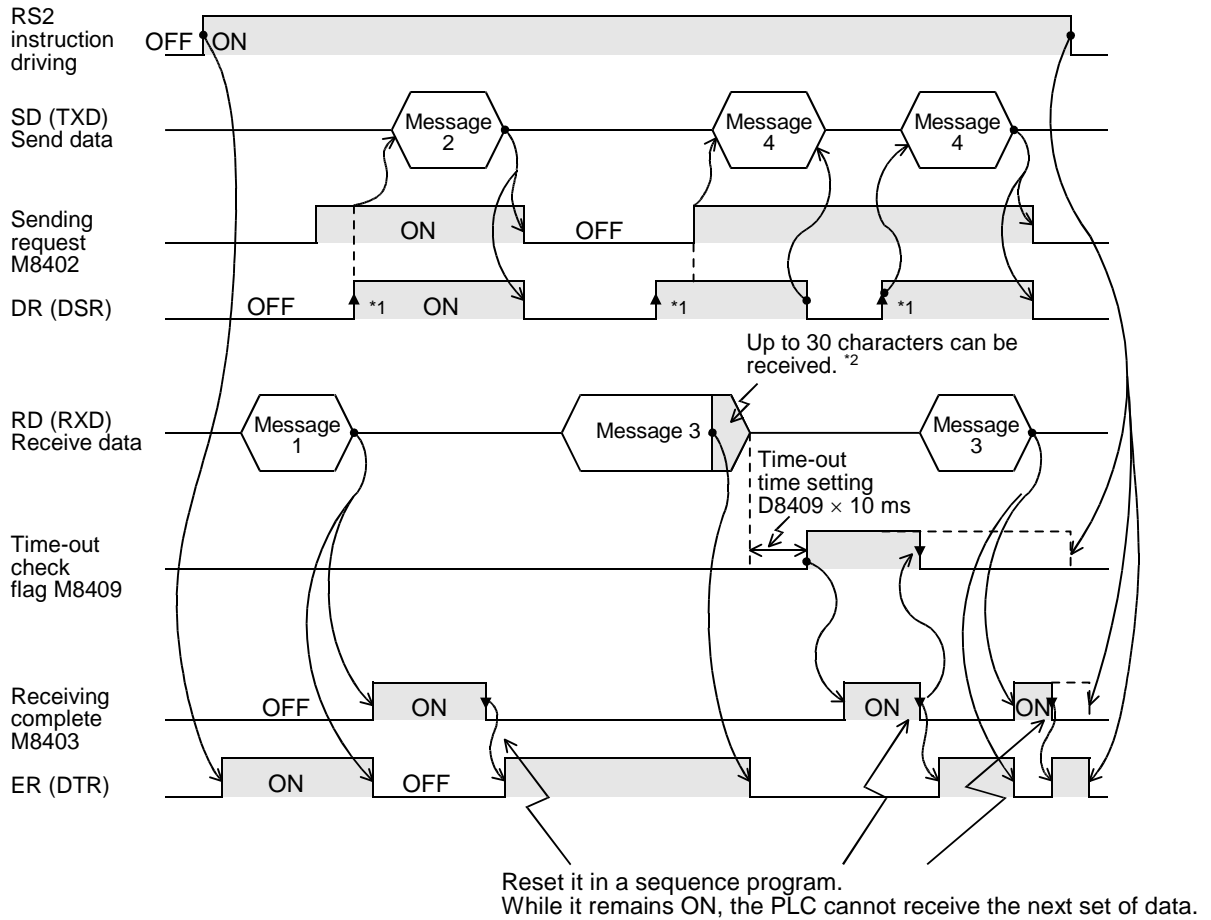 RS2
instruction
driving
OFF
ON
SD (TXD)
Send data
Message
2
Message
4
Message
4
Sending
request
M8402
ON
OFF
DR (DSR)
OFF
*1
ON
*1
*1
Up to 30 characters can be
received. *2
RD (RXD)
Receive data
Message
1
Message 3
Message
3
Time-out
time setting
D8409 × 10 ms
Time-out
check
flag M8409
Receiving
complete
M8403
OFF
ON
ON
ON
ER (DTR)
ON
OFF
Reset it in a sequence program.
While it remains ON, the PLC cannot receive the next set of data.